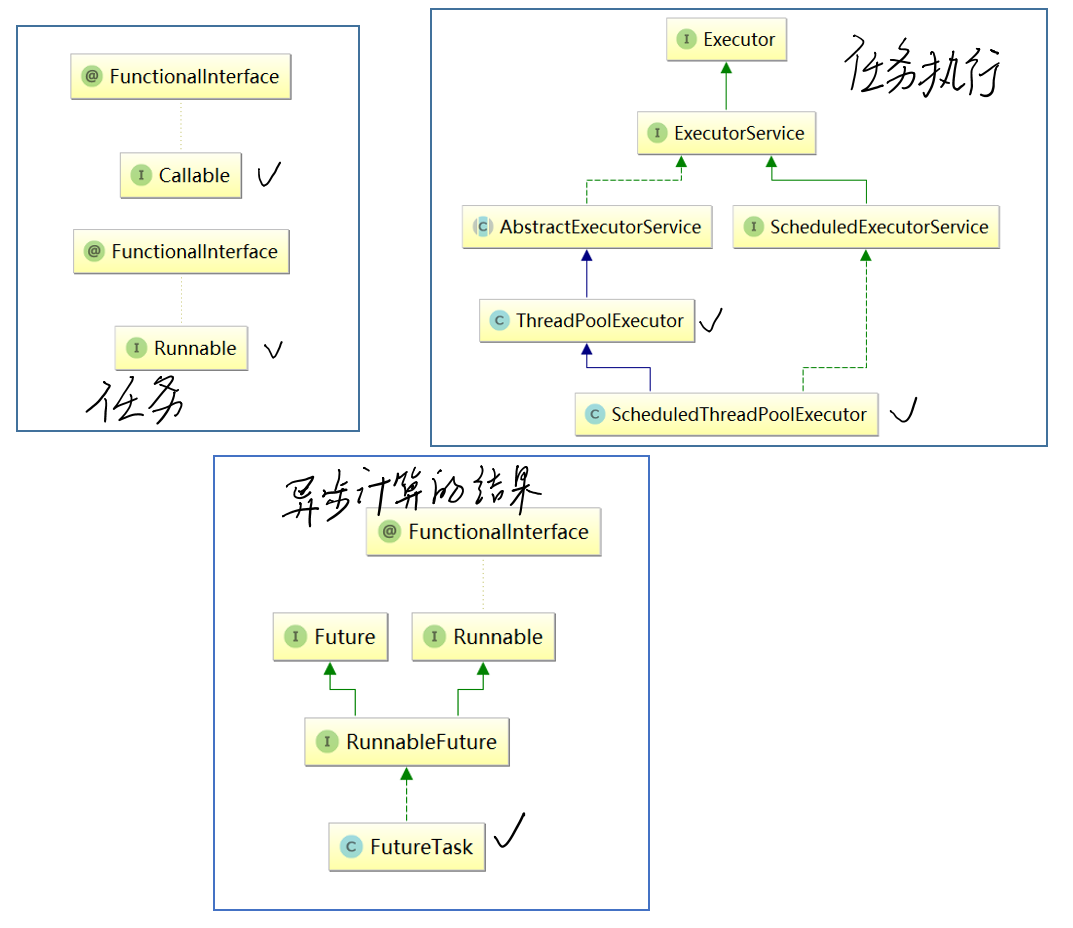 @ FunctionalInterface
I Callable
@ FunctionalInterface
I Runnable
任务
I Executor
任务执行
I ExecutorService
C AbstractExecutorService
I ScheduledExecutorService
C ThreadPoolExecutor
C ScheduledThreadPoolExecutor
异步计算的结果
@ FunctionalInterface
I Future
I Runnable
I RunnableFuture
C FutureTask